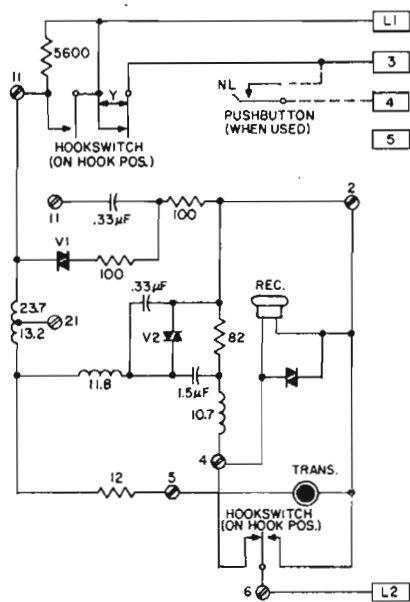 L1
5600
11
3
Y
NL
4
PUSHBUTTON
(WHEN USED)
HOOKSWITCH
(ON HOOK POS.)
5
11
.33µF
100
2
V1
100
.33µF
REC.
23.7
21
13.2
V2
82
11.8
1.5µF
10.7
4
12
5
TRANS.
HOOKSWITCH
(ON HOOK POS.)
6
L2